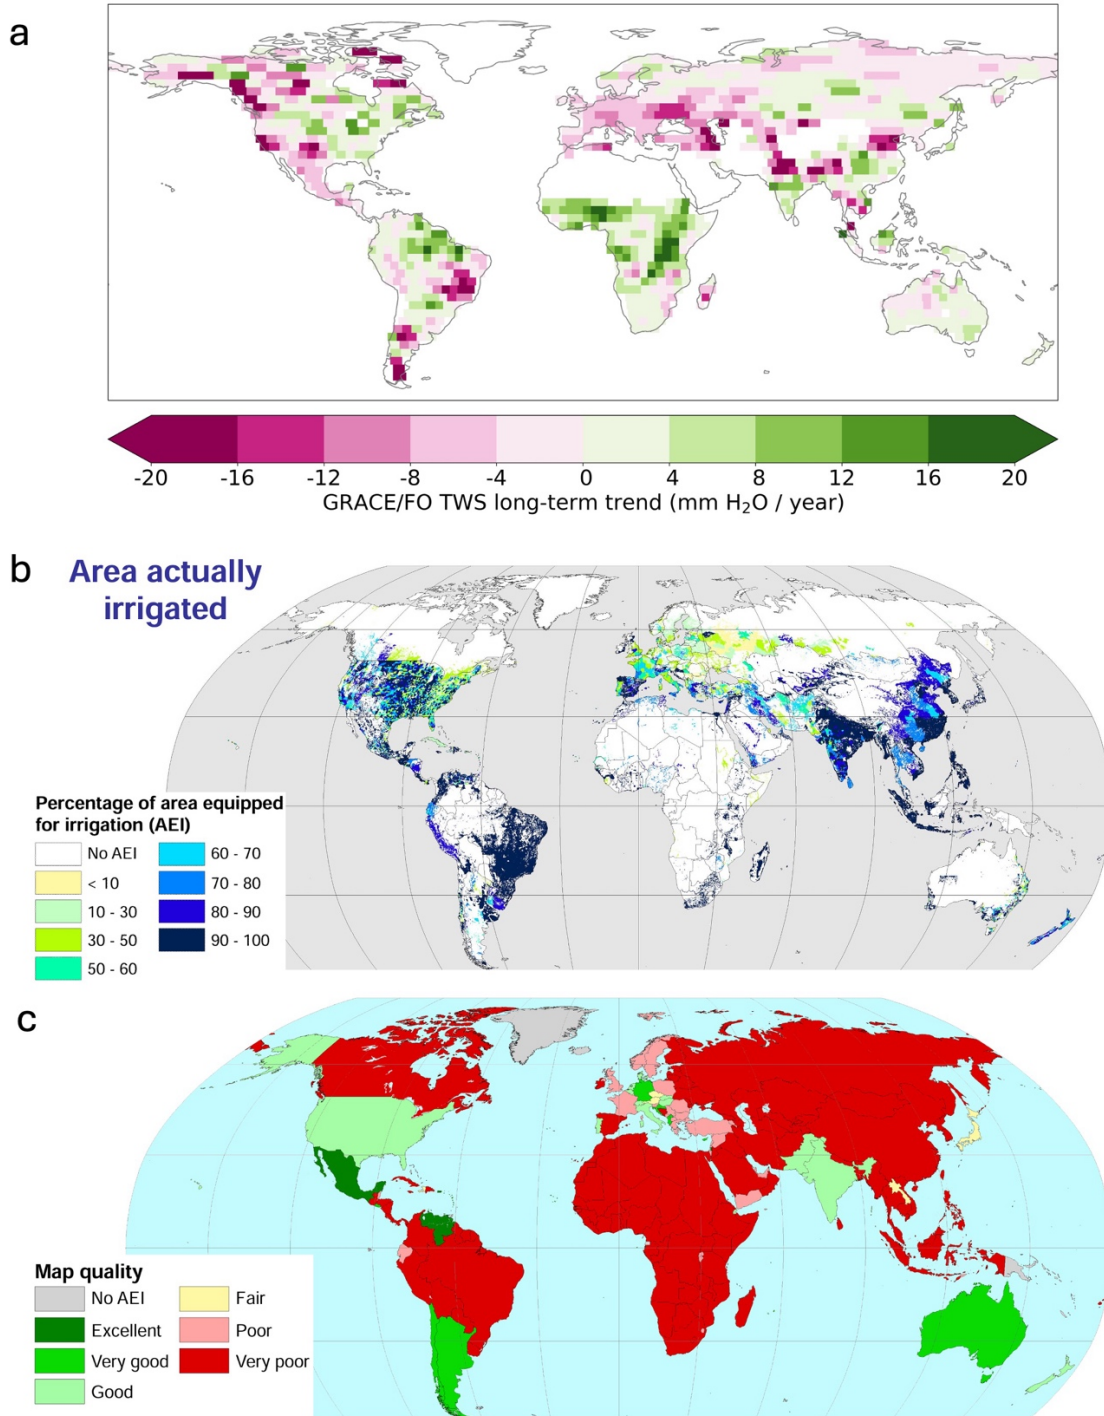 a
-20 -16 -12 -8 -4 0 4 8 12 16 20
GRACE/FO TWS long-term trend (mm H₂O / year)
b
Area actually
irrigated
Percentage of area equipped
for irrigation (AEI)
No AEI
< 10
10 - 30
30 - 50
50 - 60
60 - 70
70 - 80
80 - 90
90 - 100
c
Map quality
No AEI
Excellent
Very good
Good
Fair
Poor
Very poor